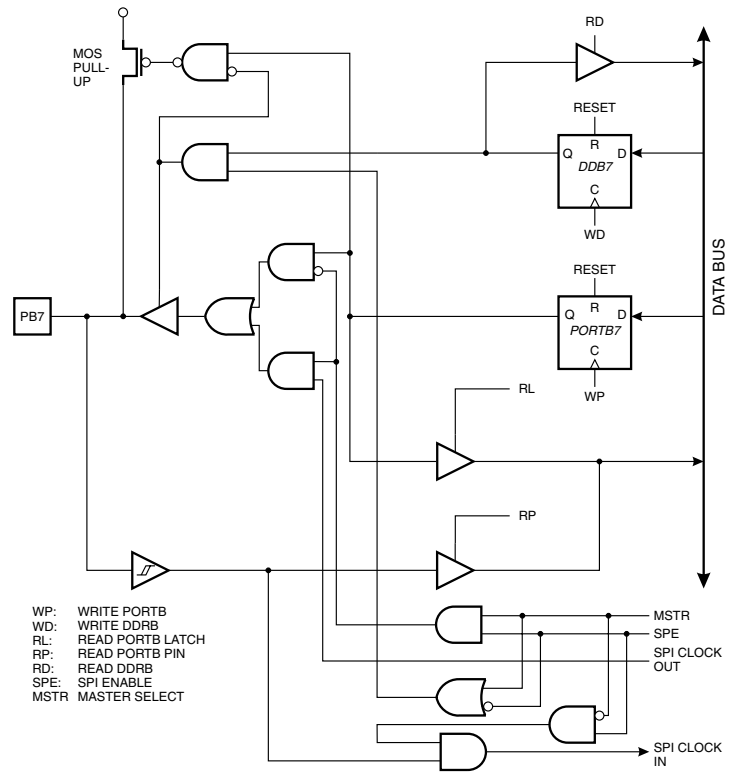 RD
MOS
PULL-
UP
RESET
R
Q
D
DDB7
C
WD
DATA BUS
RESET
R
Q
D
PORTB7
C
WP
PB7
RL
RP
WP: WRITE PORTB
WD: WRITE DDRB
RL: READ PORTB LATCH
RP: READ PORTB PIN
RD: READ DDRB
SPE: SPI ENABLE
MSTR MASTER SELECT
MSTR
SPE
SPI CLOCK
OUT
SPI CLOCK
IN